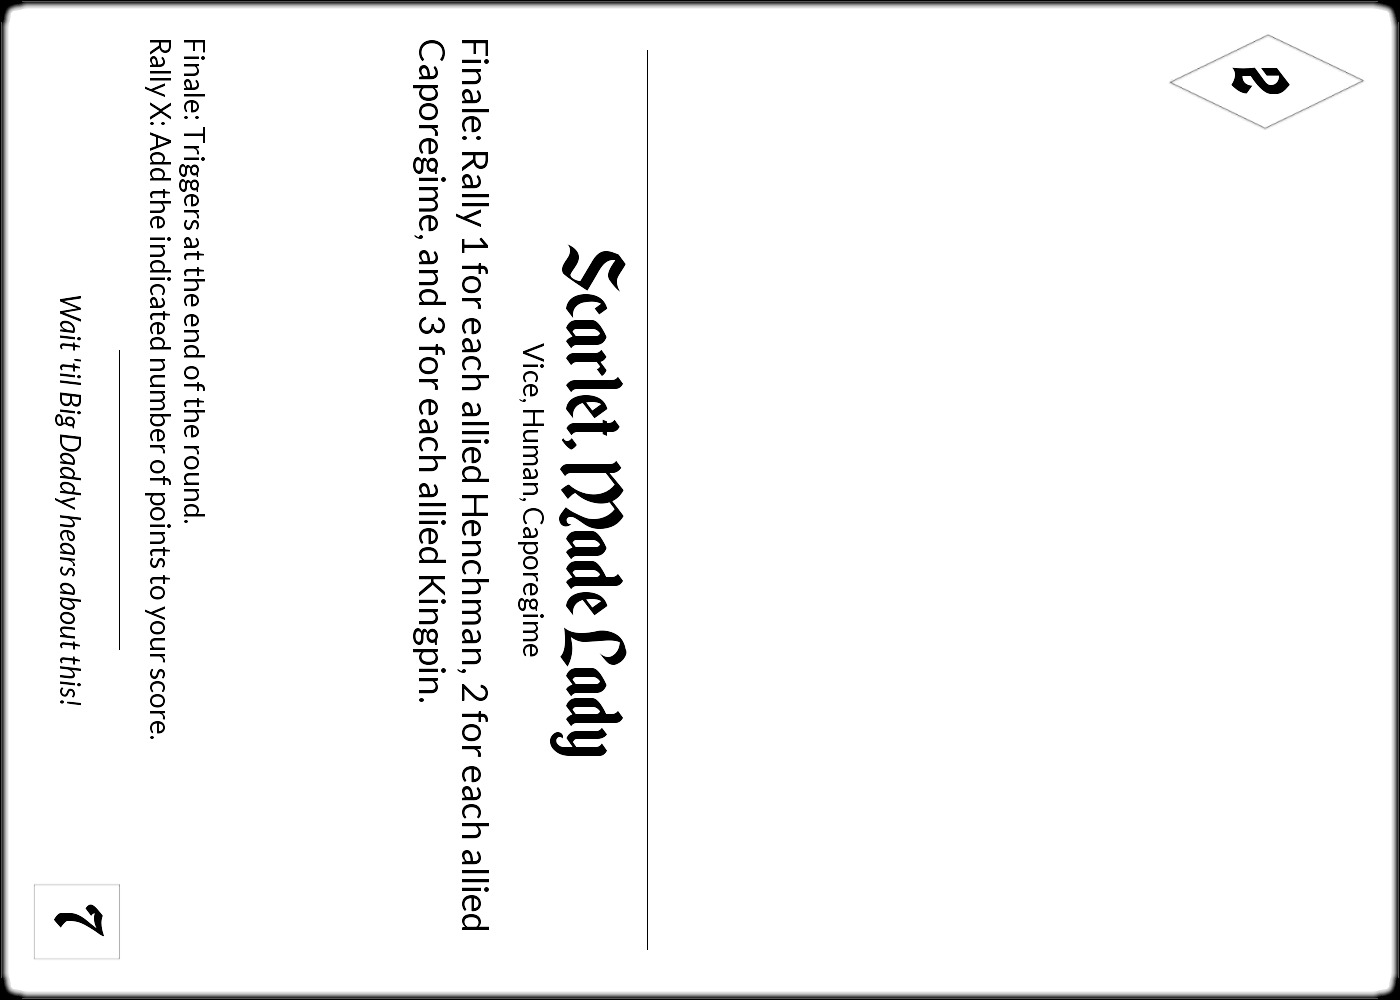 2
Scarlet, Made Lady
Vice, Human, Caporegime
Finale: Rally 1 for each allied Henchman, 2 for each allied
Caporegime, and 3 for each allied Kingpin.
Finale: Triggers at the end of the round.
Rally X: Add the indicated number of points to your score.
Wait 'til Big Daddy hears about this!
7